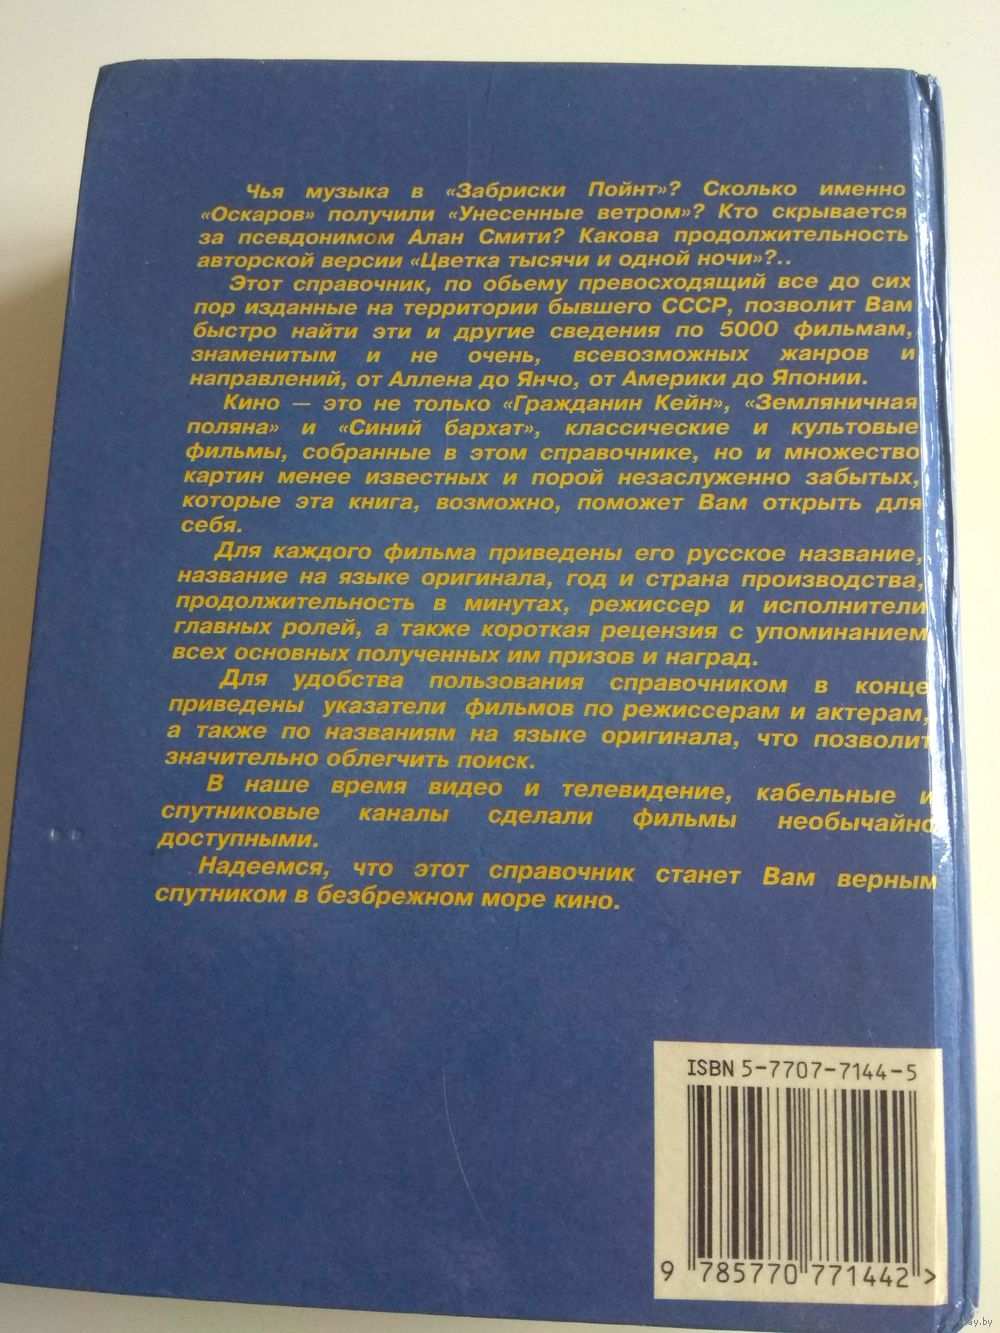 Чья музыка в «Забриски Пойнт»? Сколько именно
«Оскаров» получили «Унесенные ветром»? Кто скрывается
за псевдонимом Алан Смити? Какова продолжительность
авторской версии «Цветка тысячи и одной ночи»?..
Этот справочник, по обьему превосходящий все до сих
пор изданные на территории бывшего СССР, позволит Вам
быстро найти эти и другие сведения по 5000 фильмам,
знаменитым и не очень, всевозможных жанров и
направлений, от Аллена до Янчо, от Америки до Японии.
Кино — это не только «Гражданин Кейн», «Земляничная
поляна» и «Синий бархат», классические и культовые
фильмы, собранные в этом справочнике, но и множество
картин менее известных и порой незаслуженно забытых,
которые эта книга, возможно, поможет Вам открыть для
себя.
Для каждого фильма приведены его русское название,
название на языке оригинала, год и страна производства,
продолжительность в минутах, режиссер и исполнители
главных ролей, а также короткая рецензия с упоминанием
всех основных полученных им призов и наград.
Для удобства пользования справочником в конце
приведены указатели фильмов по режиссерам и актерам,
а также по названиям на языке оригинала, что позволит
значительно облегчить поиск.
В наше время видео и телевидение, кабельные и
спутниковые каналы сделали фильмы необычайно
доступными.
Надеемся, что этот справочник станет Вам верным
спутником в безбрежном море кино.
ISBN 5-7707-7144-5
9 785770 771442 >